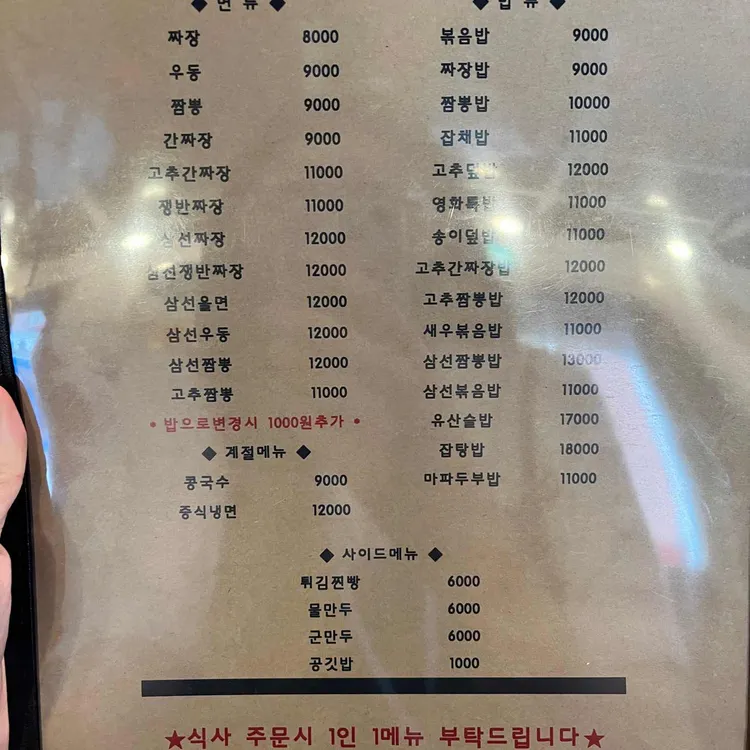 ◆ 면 류 ◆
짜장 8000
우동 9000
짬뽕 9000
간짜장 9000
고추간짜장 11000
쟁반짜장 11000
삼선짜장 12000
삼선쟁반짜장 12000
삼선울면 12000
삼선우동 12000
삼선짬뽕 12000
고추짬뽕 11000
• 밥으로변경시 1000원추가 •
◆ 계절메뉴 ◆
콩국수 9000
중식냉면 12000
◆ 밥 류 ◆
볶음밥 9000
짜장밥 9000
짬뽕밥 10000
잡채밥 11000
고추덮밥 12000
영화특밥 11000
송이덮밥 11000
고추간짜장밥 12000
고추짬뽕밥 12000
새우볶음밥 11000
삼선짬뽕밥 13000
삼선볶음밥 11000
유산슬밥 17000
잡탕밥 18000
마파두부밥 11000
◆ 사이드메뉴 ◆
튀김찐빵 6000
물만두 6000
군만두 6000
공깃밥 1000
★식사 주문시 1인 1메뉴 부탁드립니다★